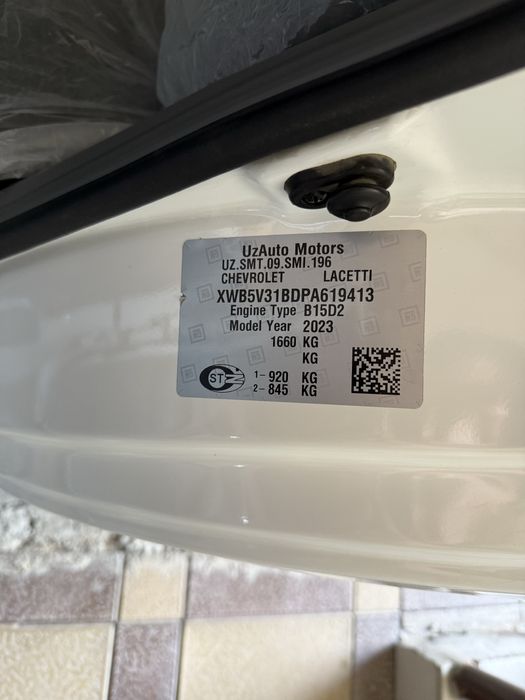 UzAuto Motors
UZ.SMT.09.SMI.196
CHEVROLET LACETTI
XWB5V31BDPA619413
Engine Type B15D2
Model Year 2023
1660 KG
KG
1- 920 KG
2- 845 KG
ST